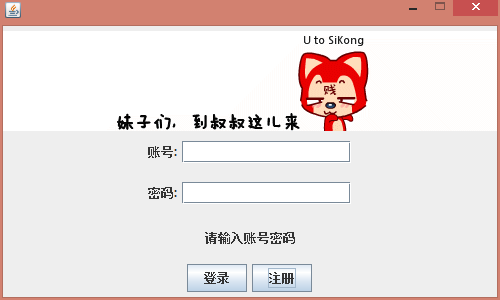 U to SiKong
贱
妹子们，到叔叔这儿来
账号:
密码:
请输入账号密码
登录 注册